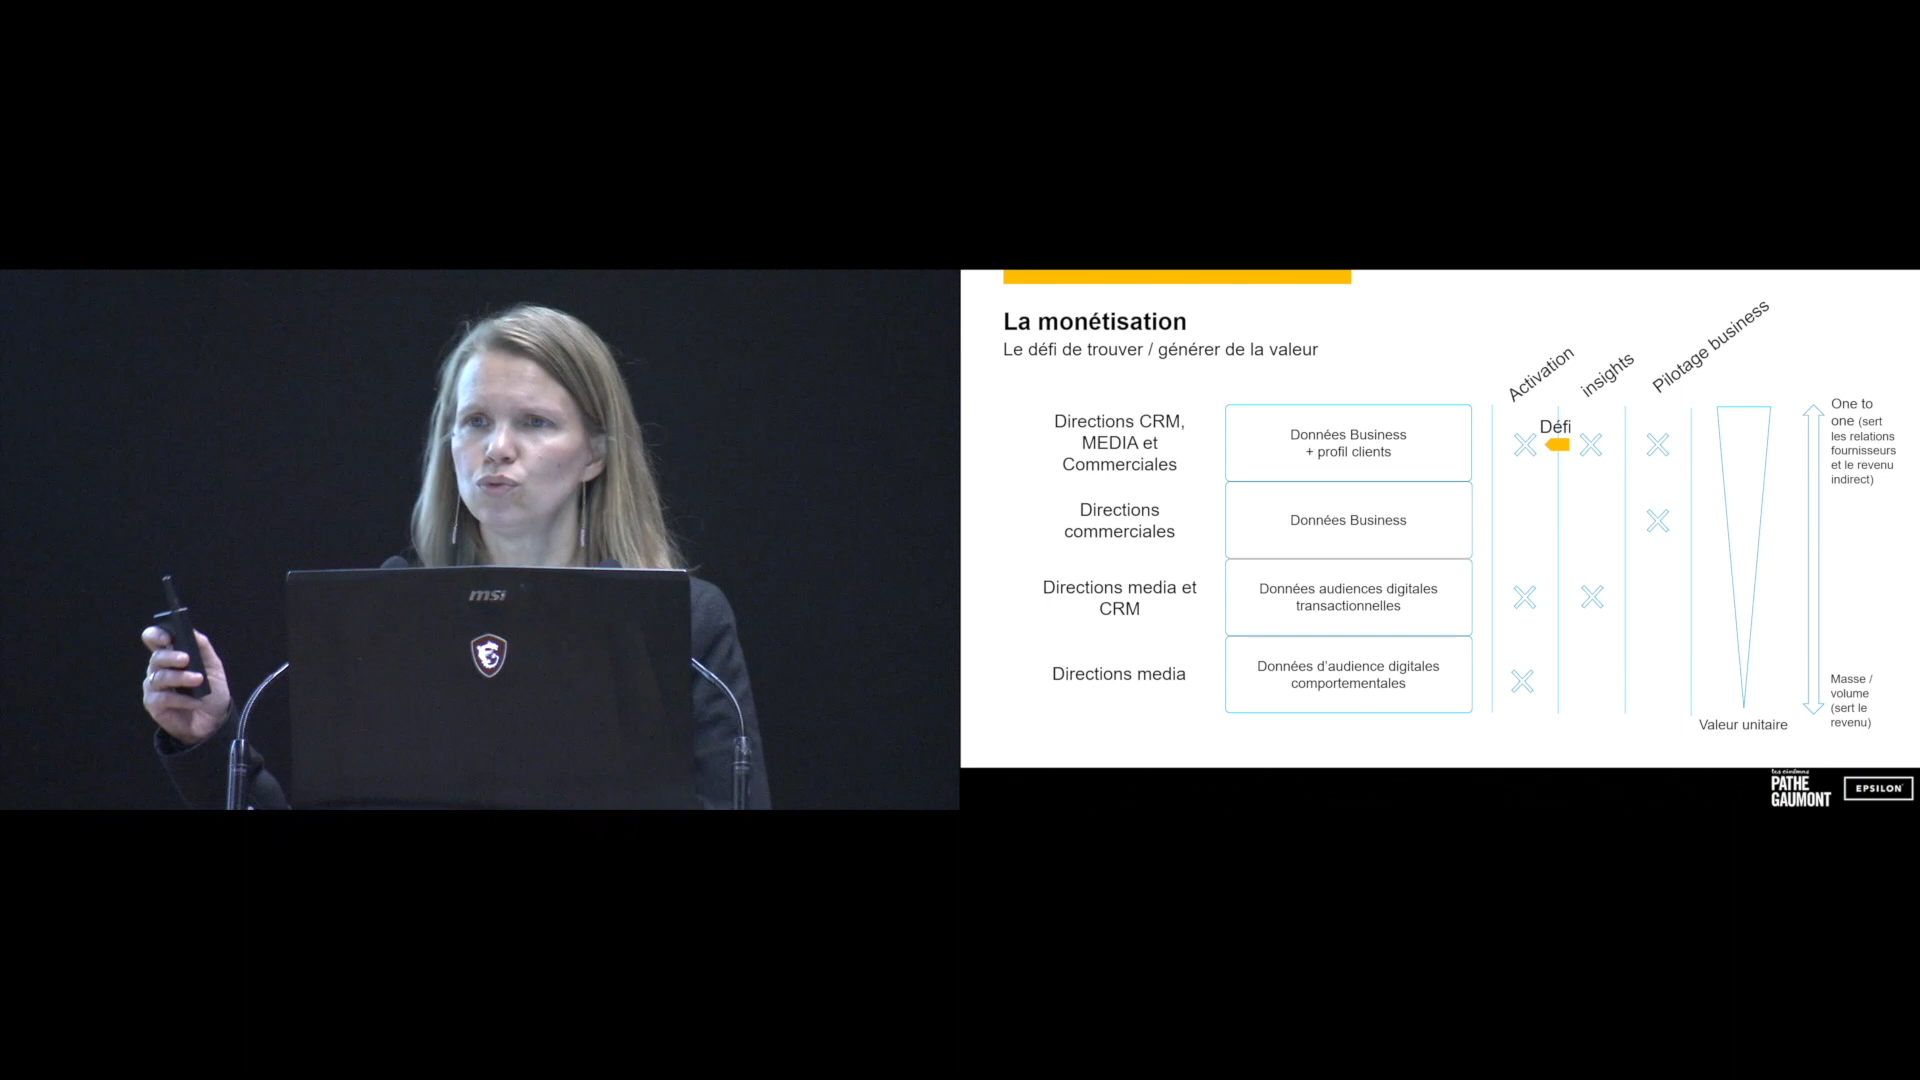 msi
La monétisation
Le défi de trouver / générer de la valeur
Activation
insights
Pilotage business
Directions CRM,
MEDIA et
Commerciales
Données Business
+ profil clients
Défi
Directions
commerciales
Données Business
Directions media et
CRM
Données audiences digitales
transactionnelles
Directions media
Données d'audience digitales
comportementales
Valeur unitaire
One to
one (sert
les relations
fournisseurs
et le revenu
indirect)
Masse /
volume
(sert le
revenu)
les cinémas
PATHE
GAUMONT
EPSILON